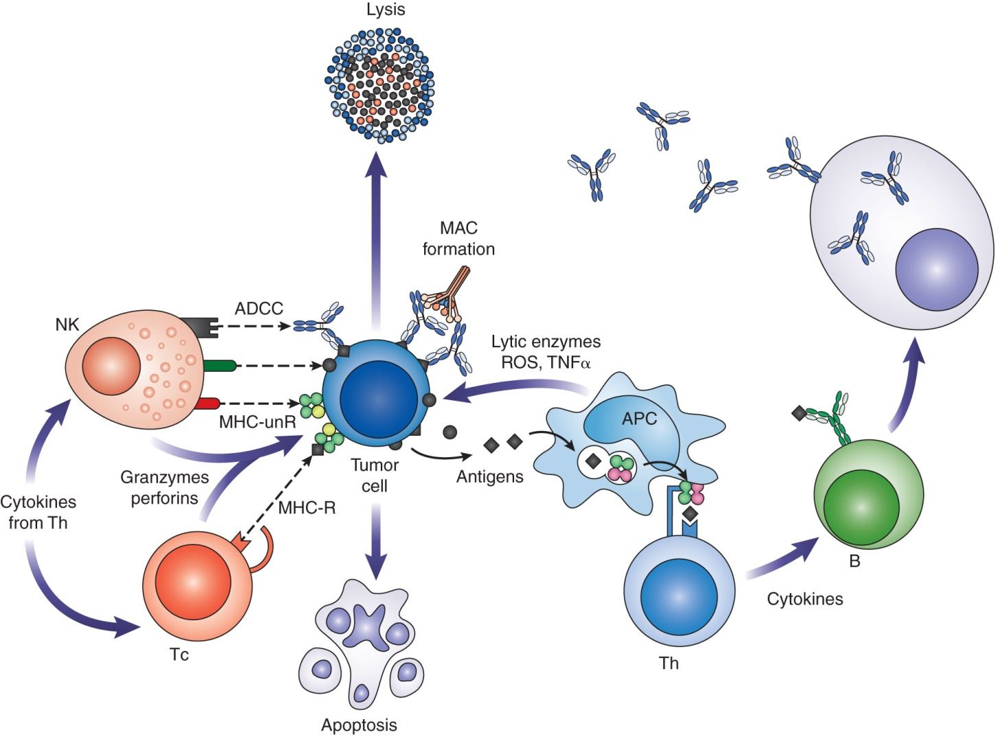 Lysis
MAC
formation
ADCC
NK
Lytic enzymes
ROS, TNFα
APC
MHC-unR
Granzymes
perforins
Tumor
cell
Antigens
Cytokines
from Th
MHC-R
B
Cytokines
Tc
Th
Apoptosis